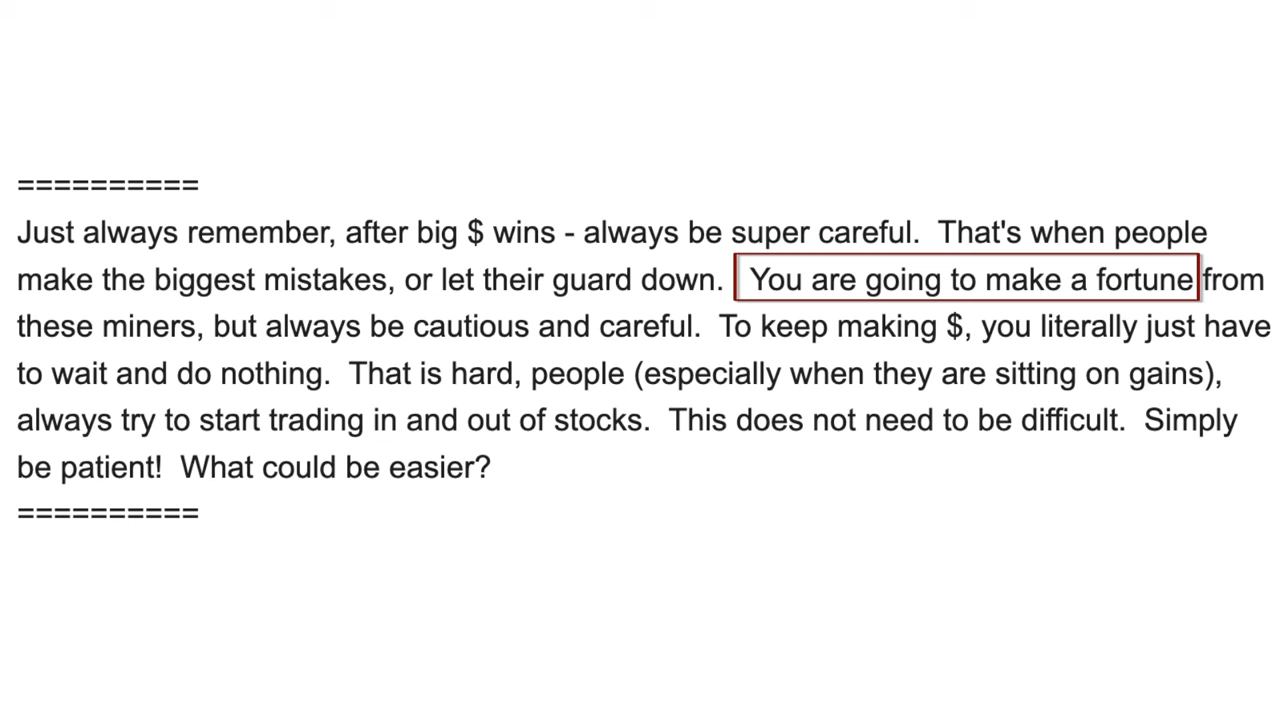 ==========
Just always remember, after big $ wins - always be super careful.  That's when people
make the biggest mistakes, or let their guard down.   You are going to make a fortune from
these miners, but always be cautious and careful.  To keep making $, you literally just have
to wait and do nothing.  That is hard, people (especially when they are sitting on gains),
always try to start trading in and out of stocks.  This does not need to be difficult.  Simply
be patient!  What could be easier?
==========